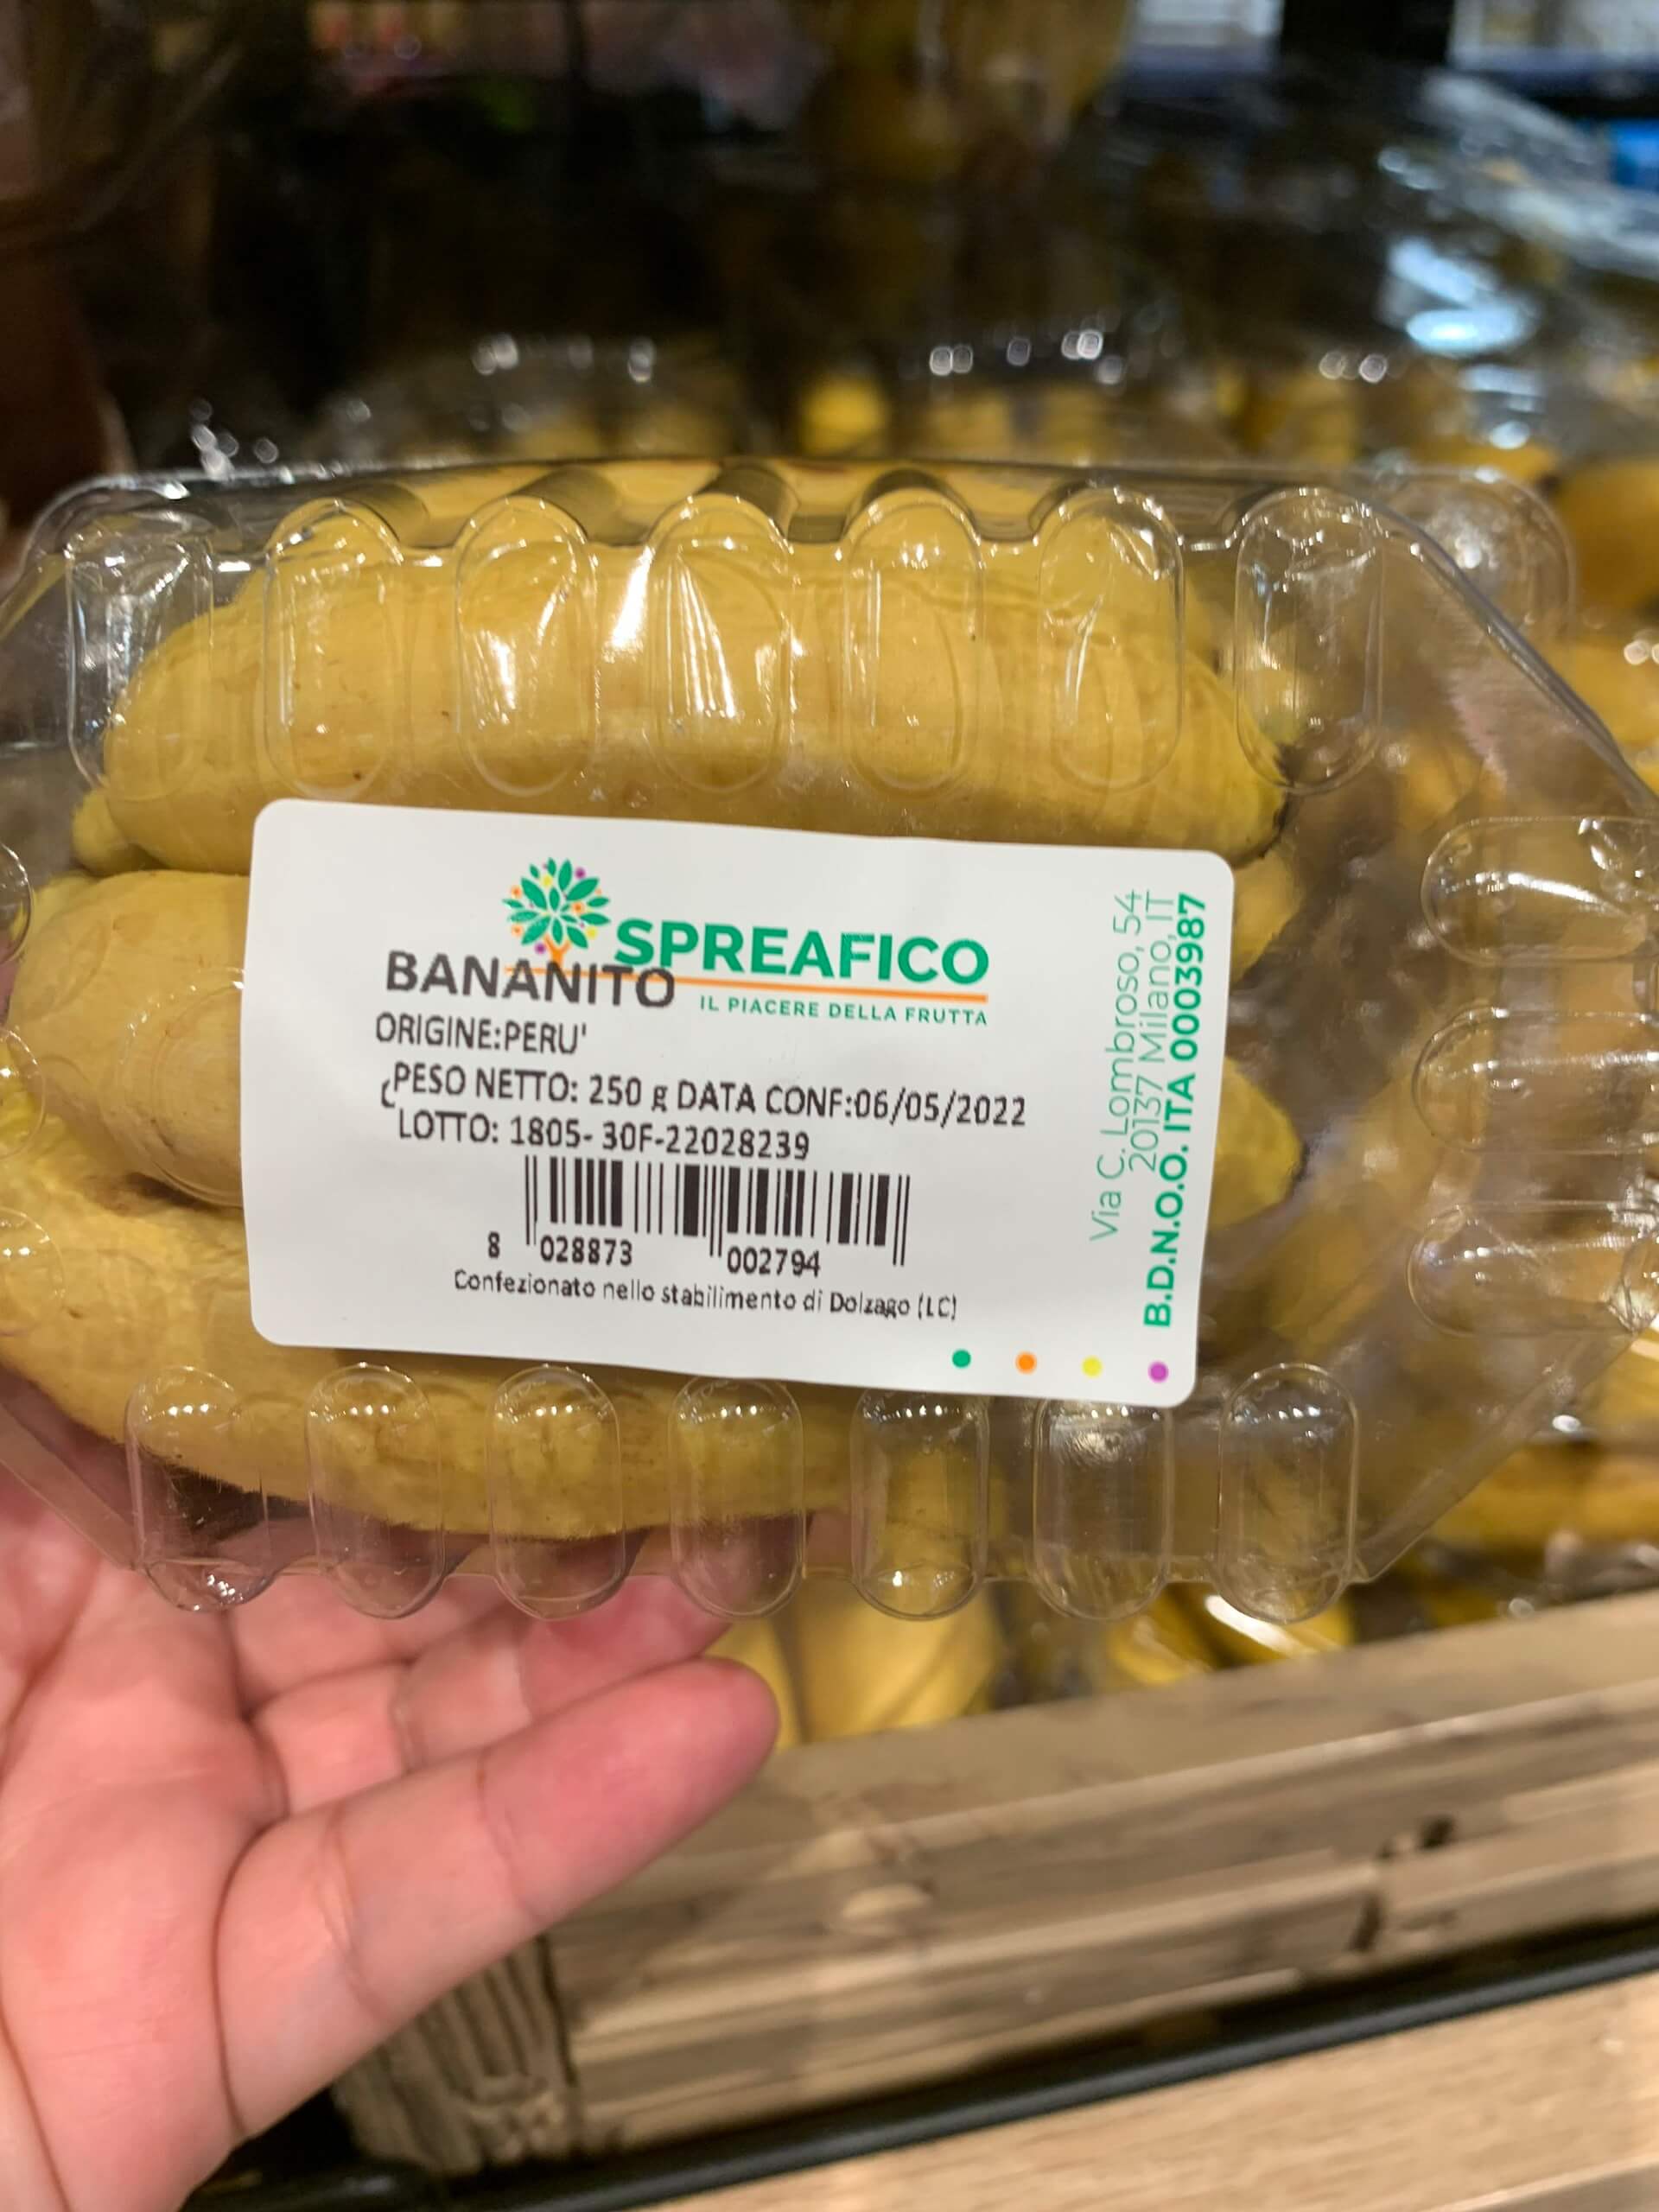 SPREAFICO
BANANITO
IL PIACERE DELLA FRUTTA
ORIGINE:PERU'
PESO NETTO: 250 g DATA CONF:06/05/2022
LOTTO: 1805- 30F-22028239
8 028873 002794
Confezionato nello stabilimento di Dolzago (LC)
Via C. Lombroso, 54
20137 Milano, IT
B.D.N.O.O. ITA 0003987